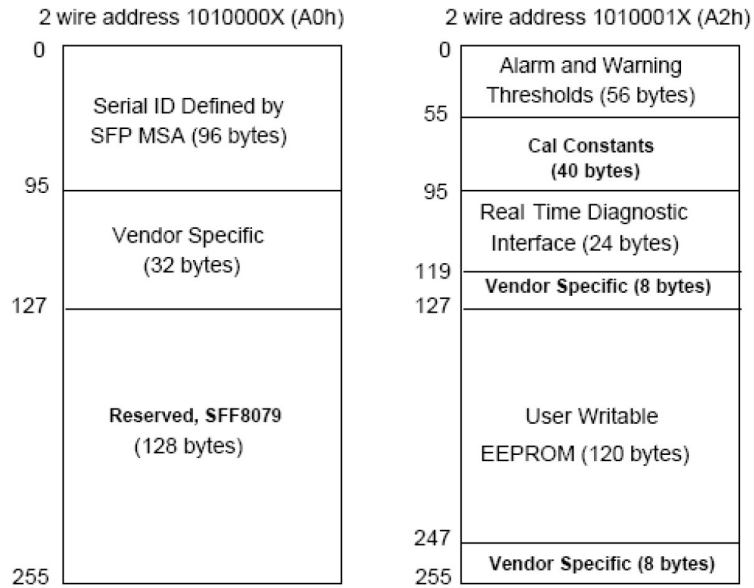 2 wire address 1010000X (A0h)
0
Serial ID Defined by
SFP MSA (96 bytes)
95
Vendor Specific
(32 bytes)
127
Reserved, SFF8079
(128 bytes)
255
2 wire address 1010001X (A2h)
0
Alarm and Warning
Thresholds (56 bytes)
55
Cal Constants
(40 bytes)
95
Real Time Diagnostic
Interface (24 bytes)
119
Vendor Specific (8 bytes)
127
User Writable
EEPROM (120 bytes)
247
Vendor Specific (8 bytes)
255